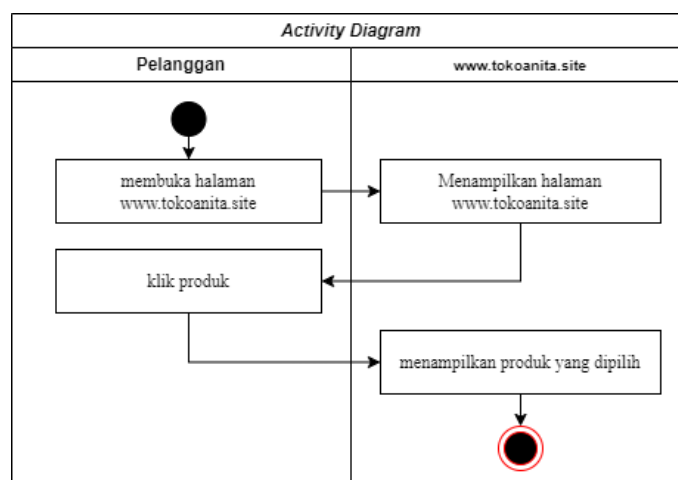 Activity Diagram
Pelanggan
www.tokoanita.site
membuka halaman
www.tokoanita.site
Menampilkan halaman
www.tokoanita.site
klik produk
menampilkan produk yang dipilih